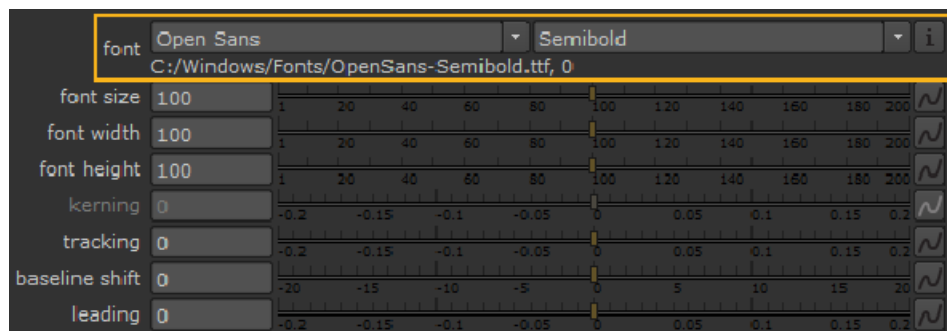 font Open Sans Semibold i
C:/Windows/Fonts/OpenSans-Semibold.ttf, 0
font size 100 1 20 40 60 80 100 120 140 160 180 200
font width 100 1 20 40 60 80 100 120 140 160 180 200
font height 100 1 20 40 60 80 100 120 140 160 180 200
kerning 0 -0.2 -0.15 -0.1 -0.05 0 0.05 0.1 0.15 0.2
tracking 0 -0.2 -0.15 -0.1 -0.05 0 0.05 0.1 0.15 0.2
baseline shift 0 -20 -15 -10 -5 0 5 10 15 20
leading 0 -0.2 -0.15 -0.1 -0.05 0 0.05 0.1 0.15 0.2